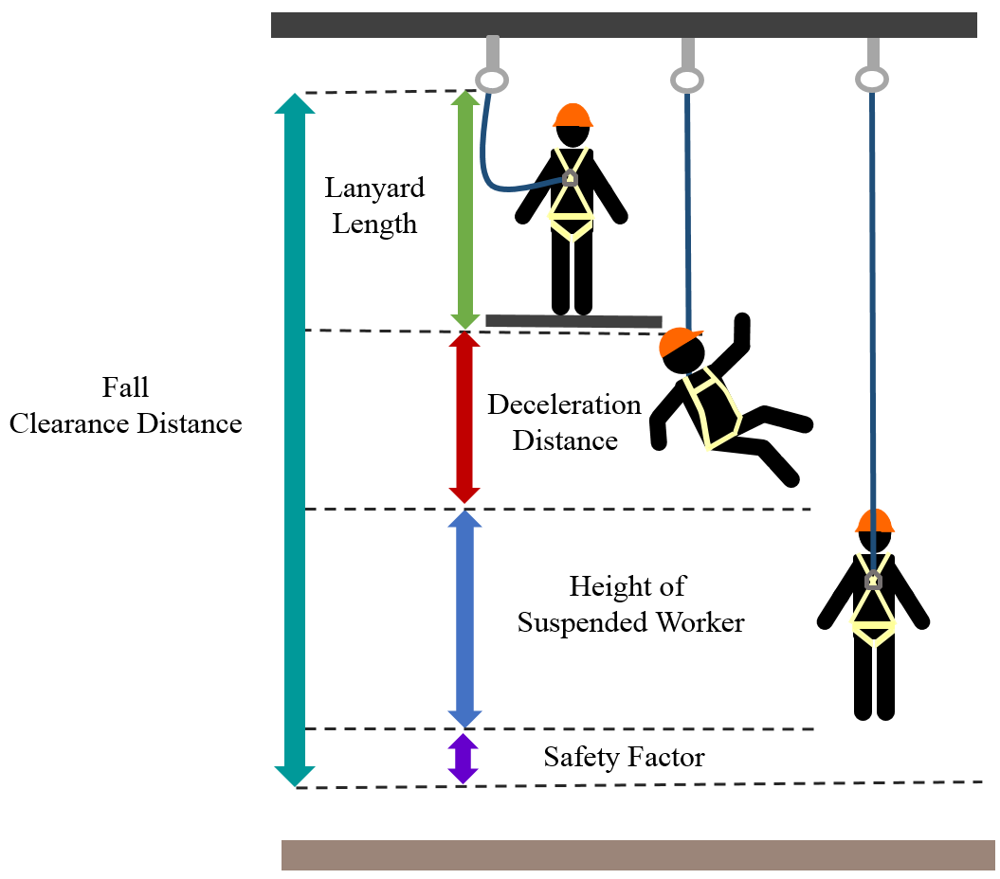 Lanyard
Length
Fall
Clearance Distance
Deceleration
Distance
Height of
Suspended Worker
Safety Factor